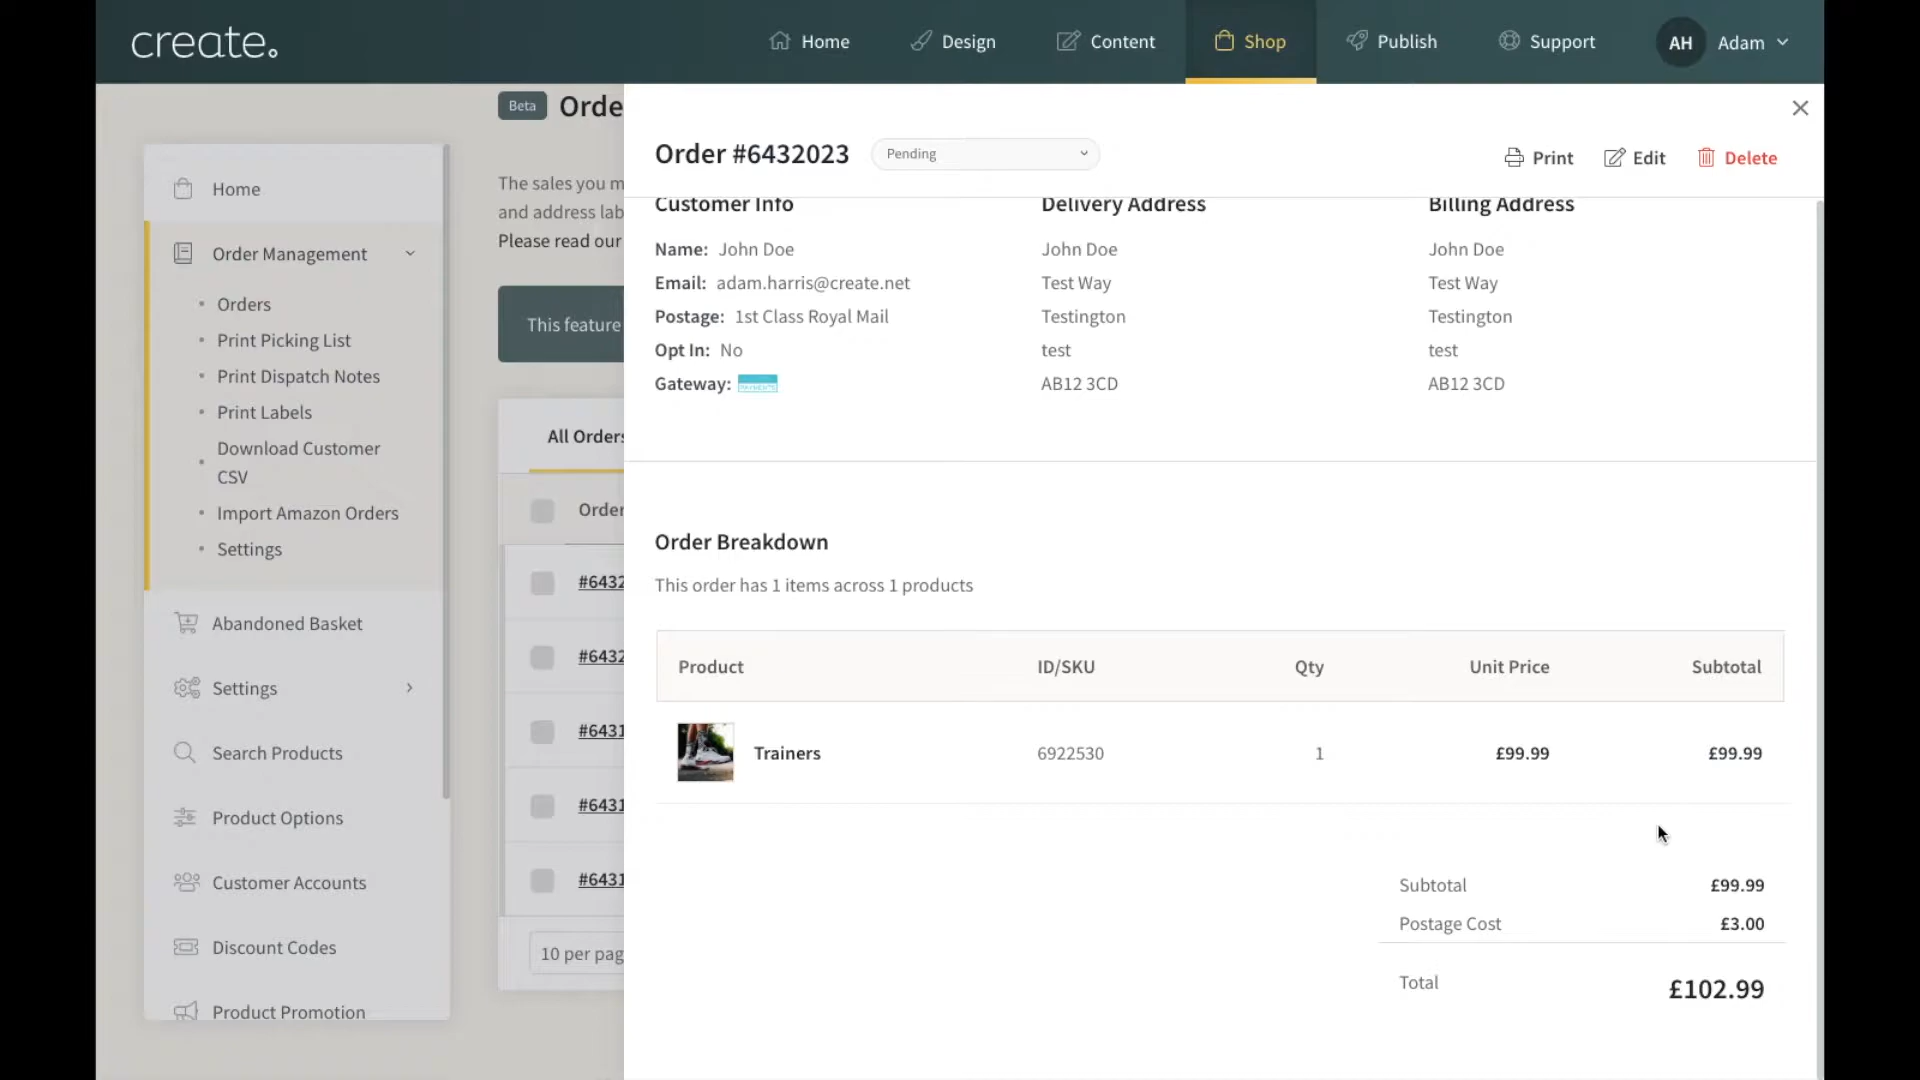 create.
Home
Design
Content
Shop
Publish
Support
AH
Adam
Beta
Orde
The sales you m
and address lab
Please read our
This feature
All Orders
Order
#6432
#6432
#6431
#6431
#6431
10 per pag
Home
Order Management
Orders
Print Picking List
Print Dispatch Notes
Print Labels
Download Customer
CSV
Import Amazon Orders
Settings
Abandoned Basket
Settings
Search Products
Product Options
Customer Accounts
Discount Codes
Product Promotion
Order #6432023
Pending
Print
Edit
Delete
Customer Info
Name: John Doe
Email: adam.harris@create.net
Postage: 1st Class Royal Mail
Opt In: No
Gateway:
Delivery Address
John Doe
Test Way
Testington
test
AB12 3CD
Billing Address
John Doe
Test Way
Testington
test
AB12 3CD
Order Breakdown
This order has 1 items across 1 products
Product ID/SKU Qty Unit Price Subtotal
Trainers 6922530 1 £99.99 £99.99
Subtotal £99.99
Postage Cost £3.00
Total £102.99